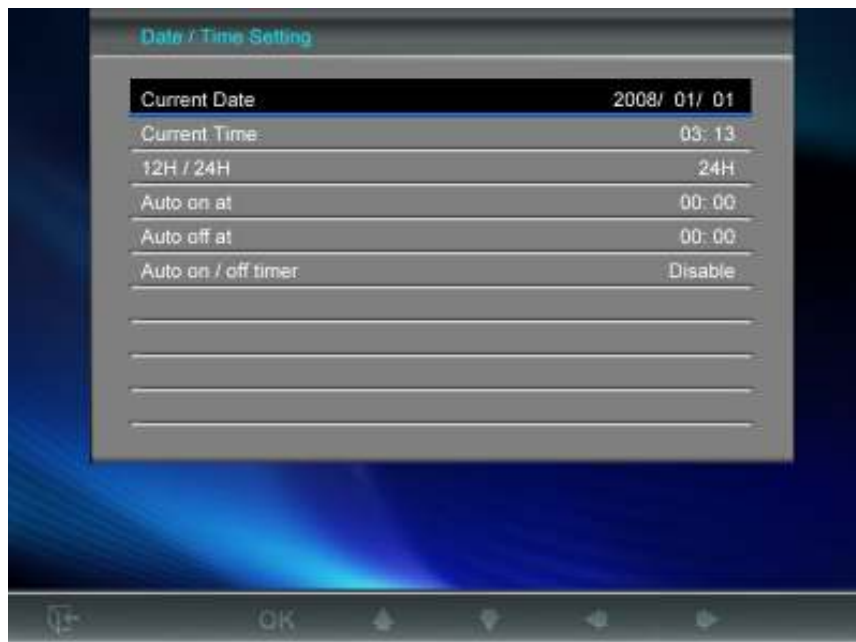 Date / Time Setting
Current Date 2008/ 01/ 01
Current Time 03: 13
12H / 24H 24H
Auto on at 00: 00
Auto off at 00: 00
Auto on / off timer Disable
OK